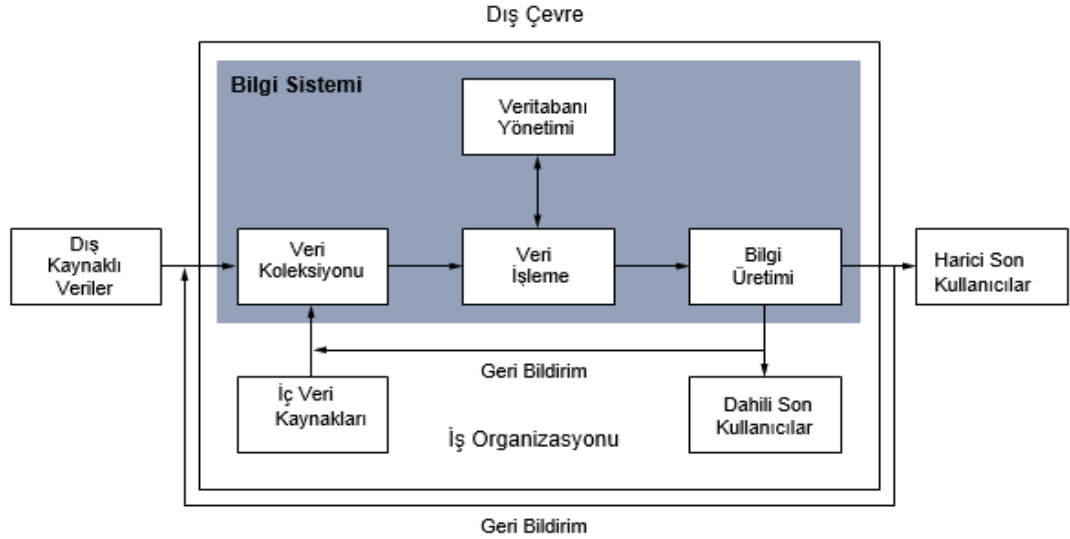 Dış Çevre
Bilgi Sistemi
Veritabanı
Yönetimi
Dış
Kaynaklı
Veriler
Veri
Koleksiyonu
Veri
İşleme
Bilgi
Üretimi
Harici Son
Kullanıcılar
Geri Bildirim
İç Veri
Kaynakları
Dahili Son
Kullanıcılar
İş Organizasyonu
Geri Bildirim